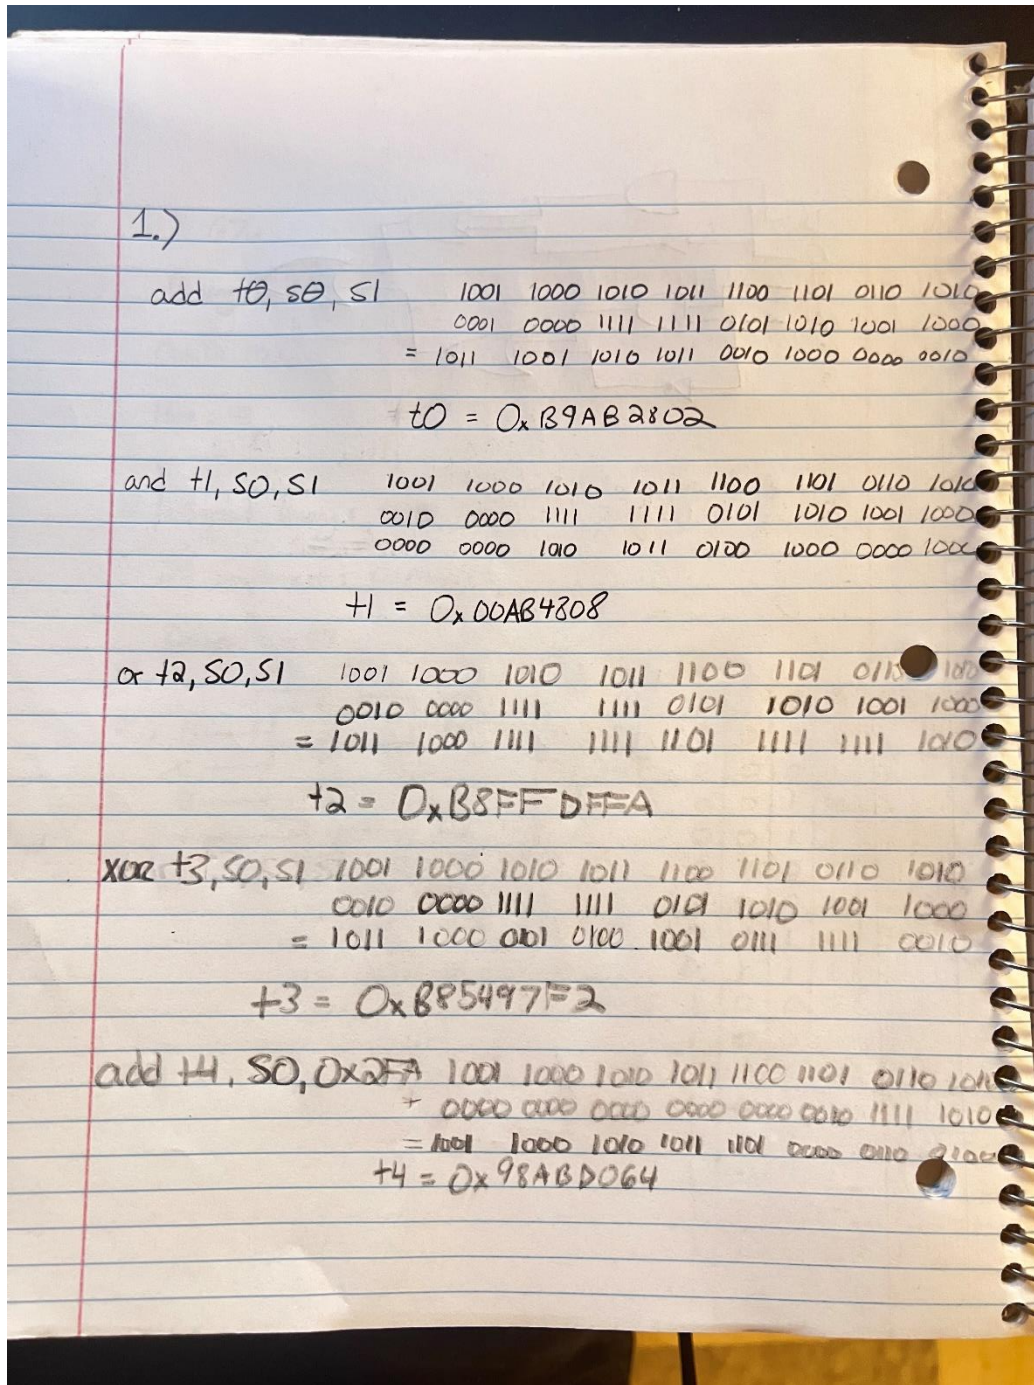 1.)
add t0, s0, s1 1001 1000 1010 1011 1100 1101 0110 1010
0001 0000 1111 1111 0101 1010 1001 1000
= 1011 1001 1010 1011 0010 1000 0000 0010
t0 = 0x B9AB2802
and t1, S0, S1 1001 1000 1010 1011 1100 1101 0110 1010
0010 0000 1111 1111 0101 1010 1001 1000
0000 0000 1010 1011 0100 1000 0000 1000
t1 = 0x 00AB4808
or t2, S0, S1 1001 1000 1010 1011 1100 1101 011 1010
0010 0000 1111 1111 0101 1010 1001 1000
= 1011 1000 1111 1111 1101 1111 1111 1010
t2 = 0xB8FFDFFA
xor t3, S0, S1 1001 1000 1010 1011 1100 1101 0110 1010
0010 0000 1111 1111 0101 1010 1001 1000
= 1011 1000 0101 0100 1001 0111 1111 0010
t3 = 0xB85497F2
add t4, S0, 0x2FA 1001 1000 1010 1011 1100 1101 0110 1010
+ 0000 0000 0000 0000 0000 0010 1111 1010
= 1001 1000 1010 1011 1101 0000 0110 0100
t4 = 0x98ABD064